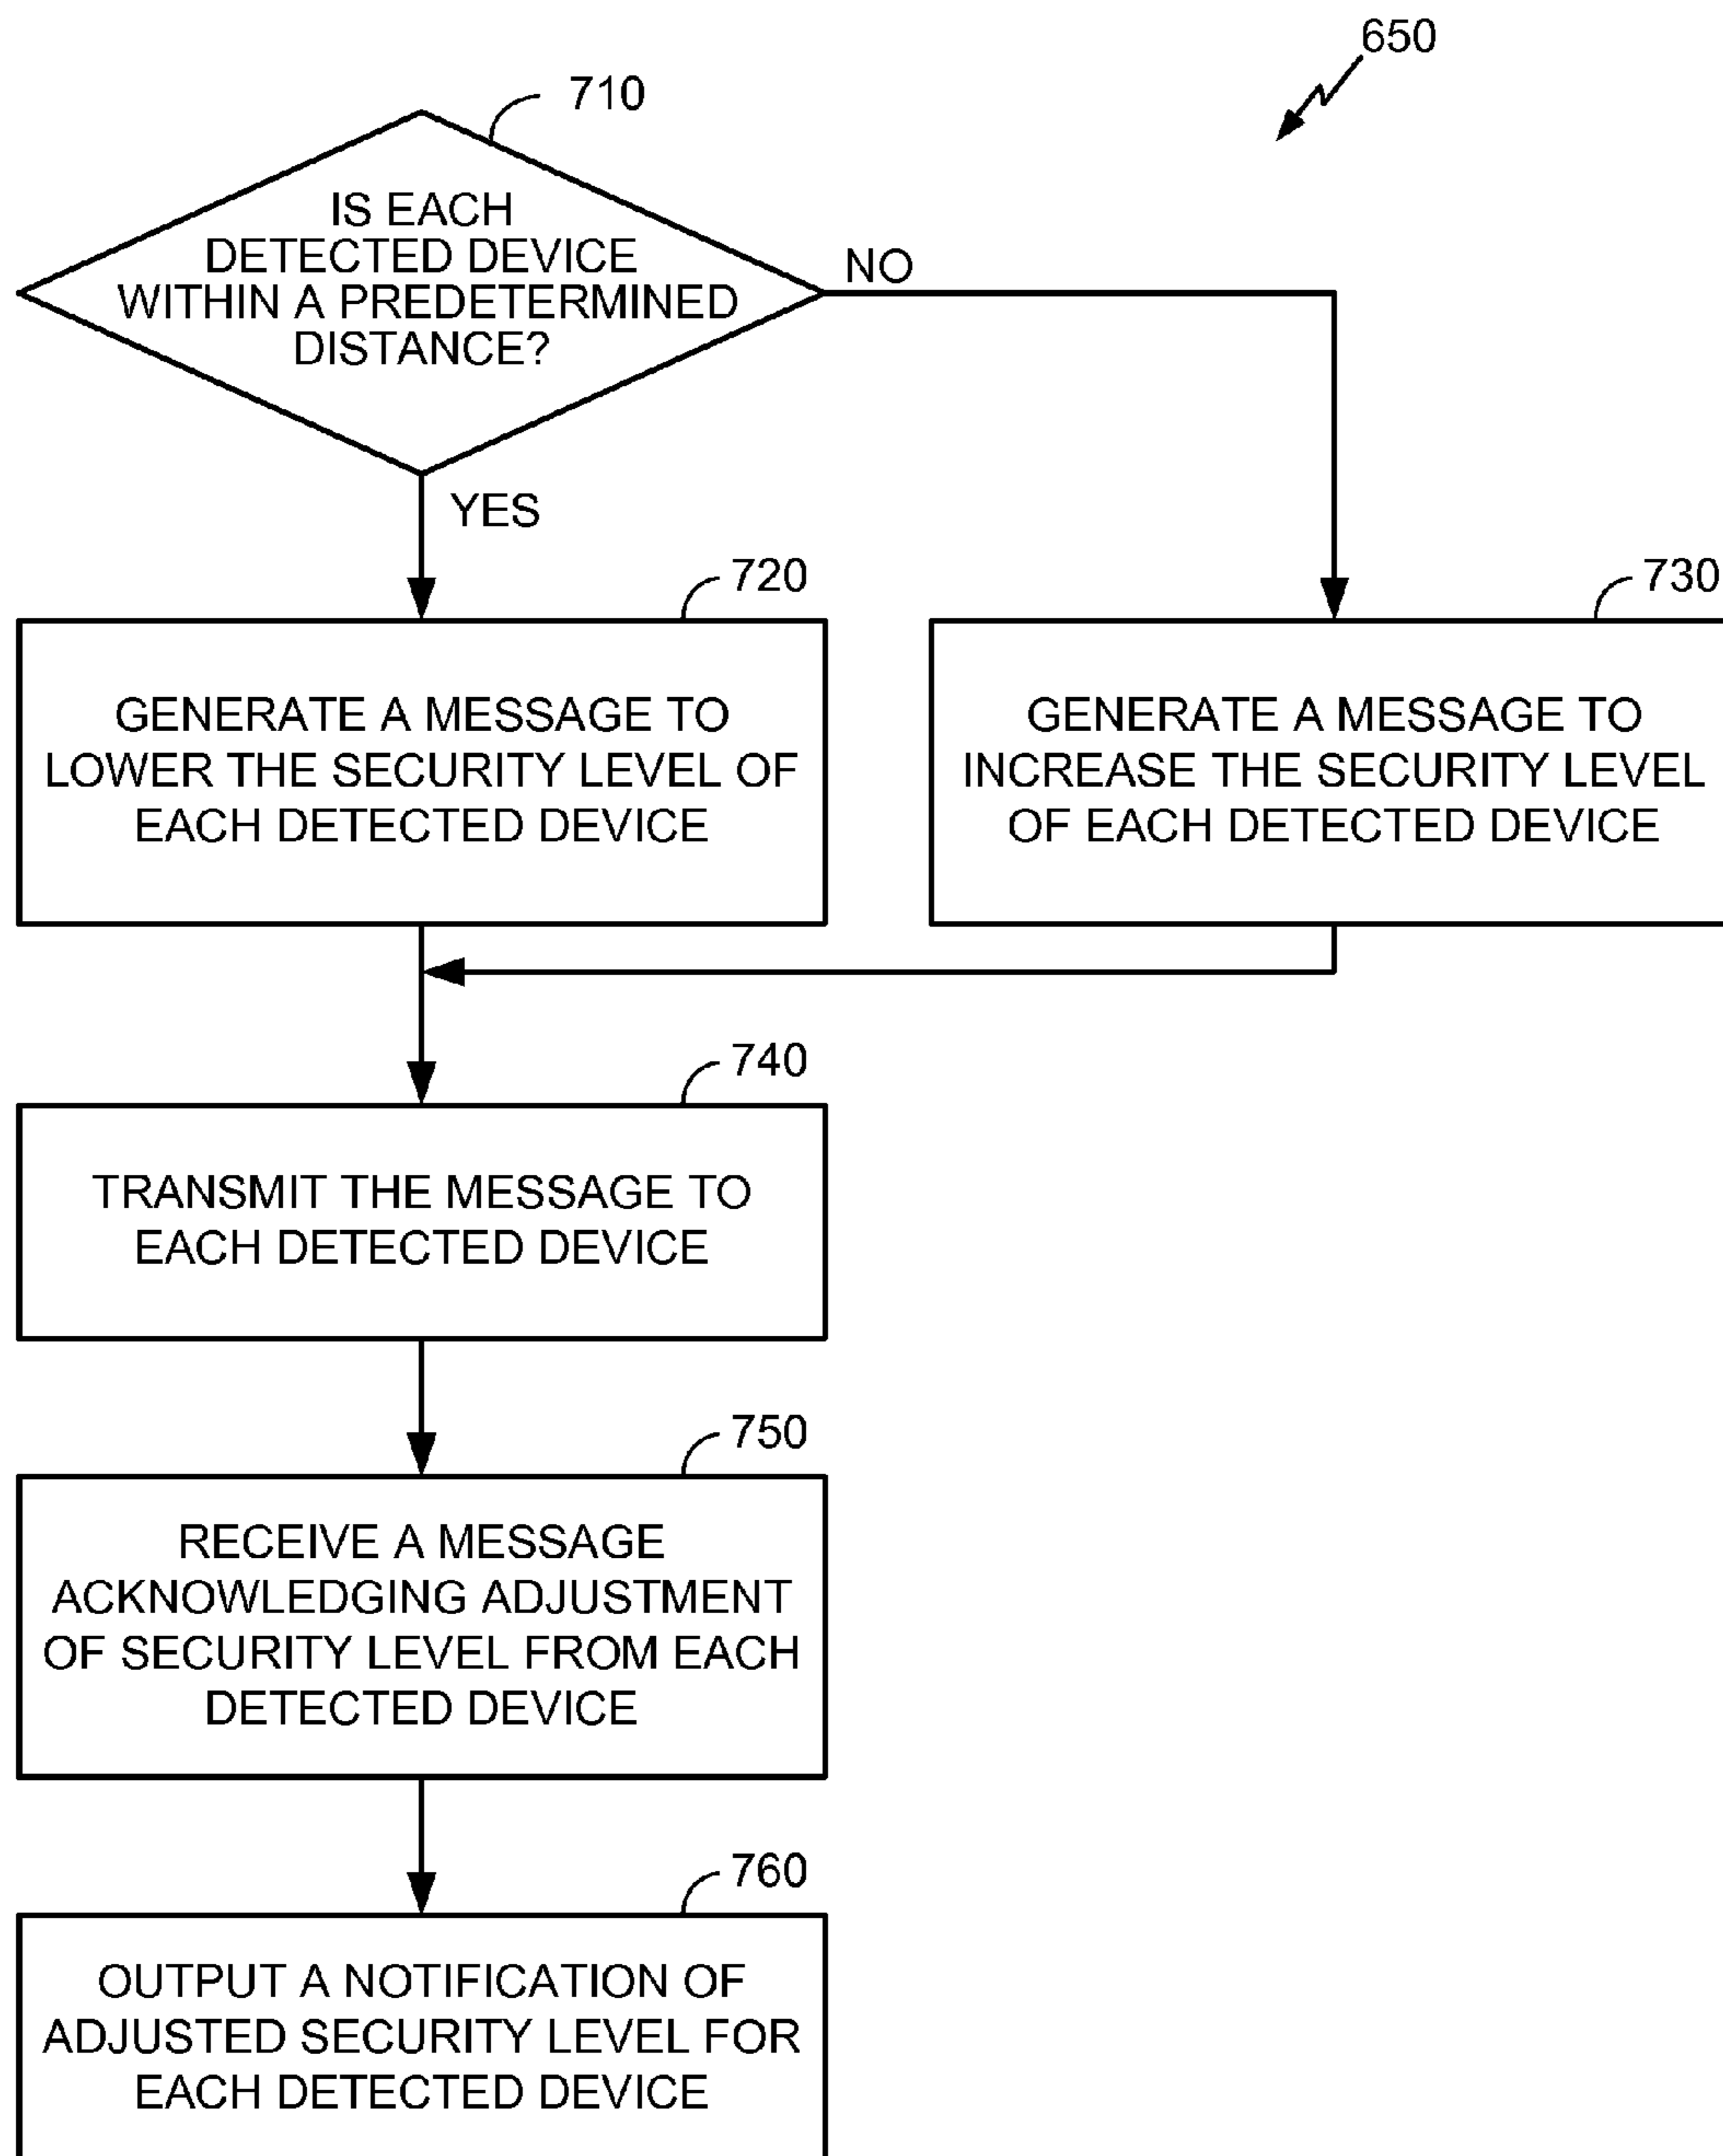 650
710
IS EACH
DETECTED DEVICE
WITHIN A PREDETERMINED
DISTANCE?
NO
YES
720
730
GENERATE A MESSAGE TO
LOWER THE SECURITY LEVEL OF
EACH DETECTED DEVICE
GENERATE A MESSAGE TO
INCREASE THE SECURITY LEVEL
OF EACH DETECTED DEVICE
740
TRANSMIT THE MESSAGE TO
EACH DETECTED DEVICE
750
RECEIVE A MESSAGE
ACKNOWLEDGING ADJUSTMENT
OF SECURITY LEVEL FROM EACH
DETECTED DEVICE
760
OUTPUT A NOTIFICATION OF
ADJUSTED SECURITY LEVEL FOR
EACH DETECTED DEVICE